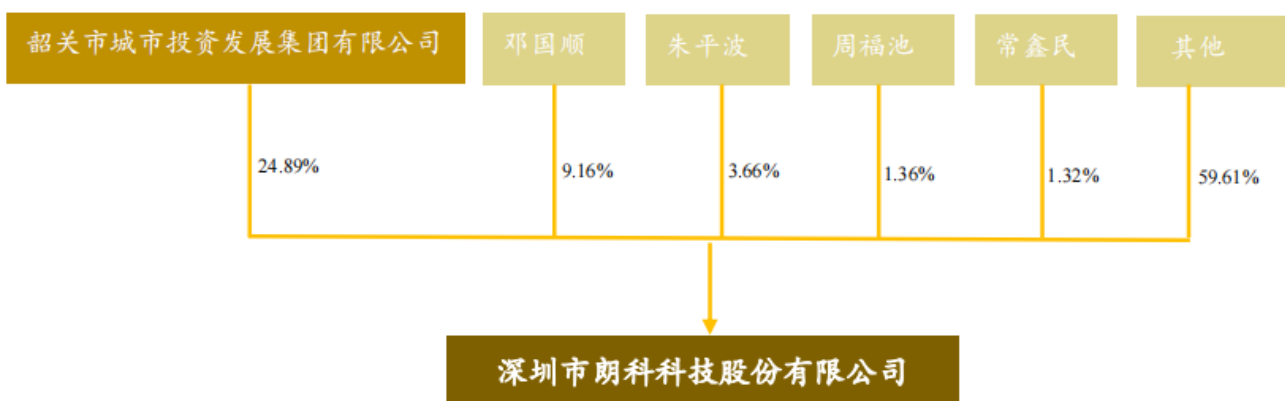 韶关市城市投资发展集团有限公司
邓国顺
朱平波
周福池
常鑫民
其他
24.89%
9.16%
3.66%
1.36%
1.32%
59.61%
深圳市朗科科技股份有限公司